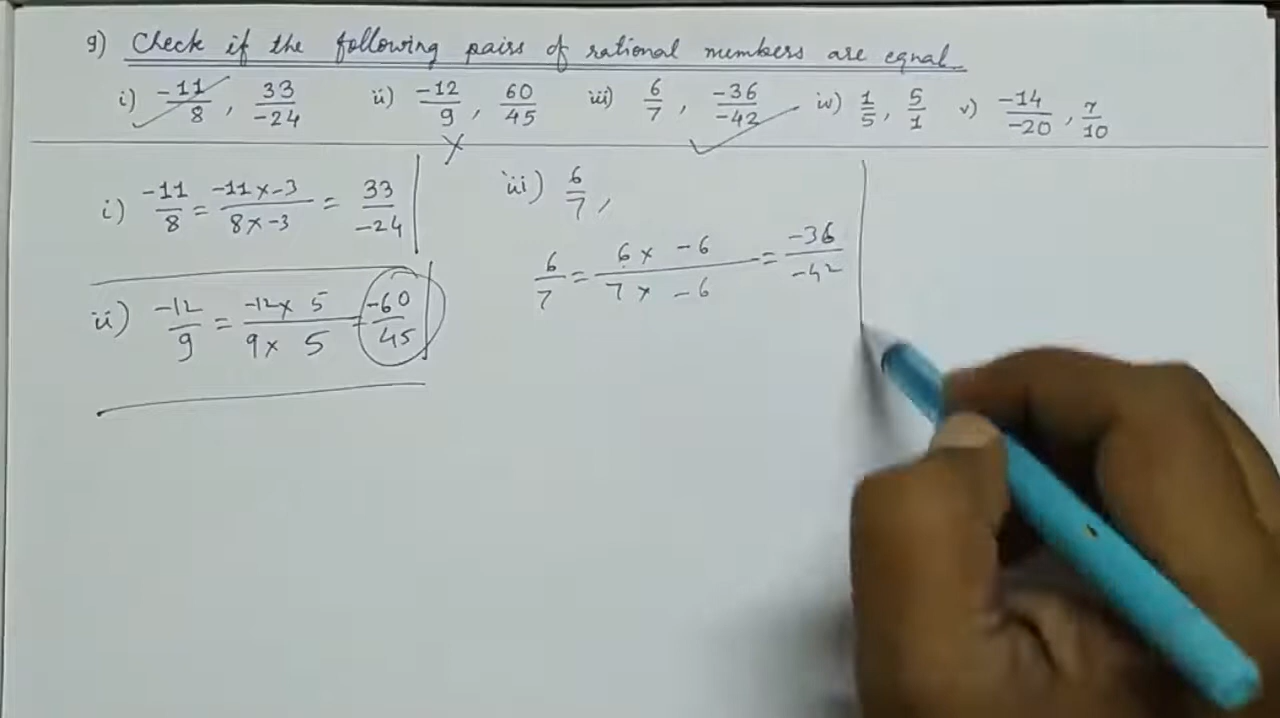 9) Check if the following pairs of rational members are equal
i) -11/8 , 33/-24 ii) -12/9 , 60/45 iii) 6/7 , -36/-42 iv) 1/5 , 5/1 v) -14/-20 , 7/10
i) -11/8 = -11 x -3/8 x -3 = 33/-24
ii) -12/9 = -12 x 5/9 x 5 = -60/45
iii) 6/7 ,
6/7 = 6 x -6/7 x -6 = -36/-42